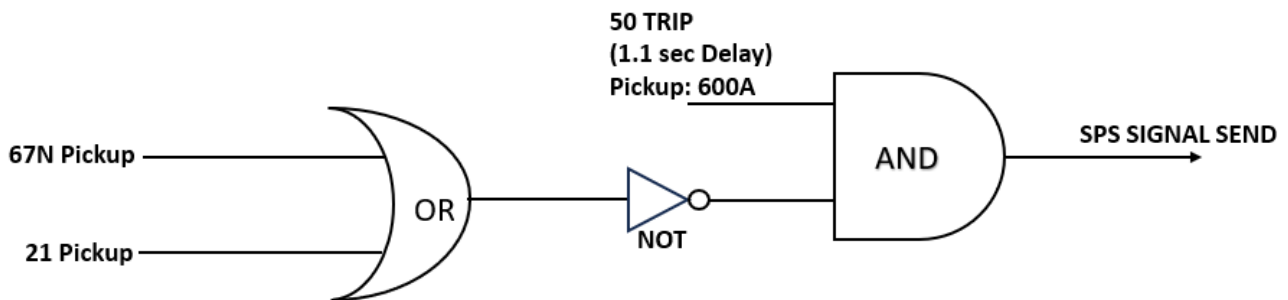 50 TRIP
(1.1 sec Delay)
Pickup: 600A
SPS SIGNAL SEND
67N Pickup
AND
OR
NOT
21 Pickup